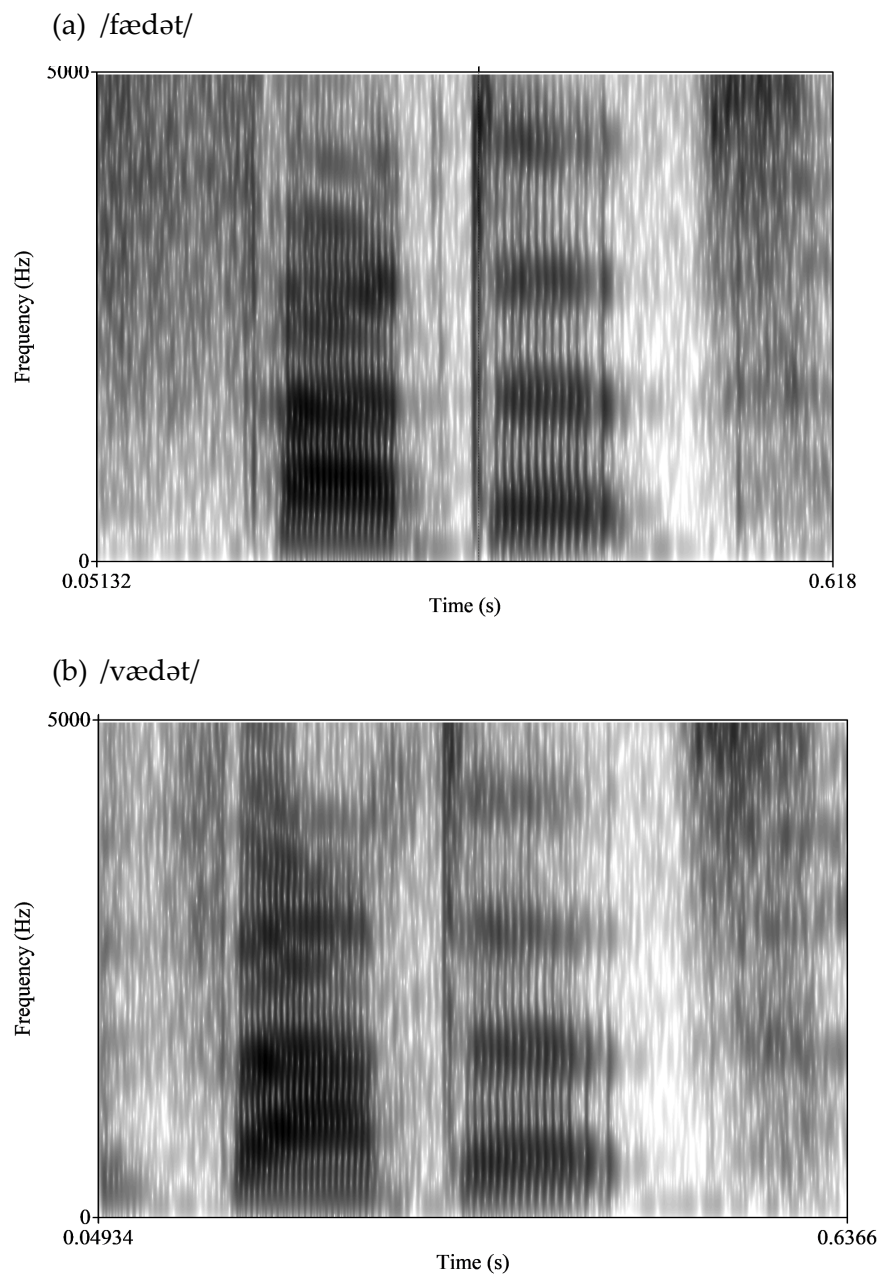 (a) /fædət/
5000
Frequency (Hz)
0
0.05132
0.618
Time (s)
(b) /vædət/
5000
Frequency (Hz)
0
0.04934
0.6366
Time (s)